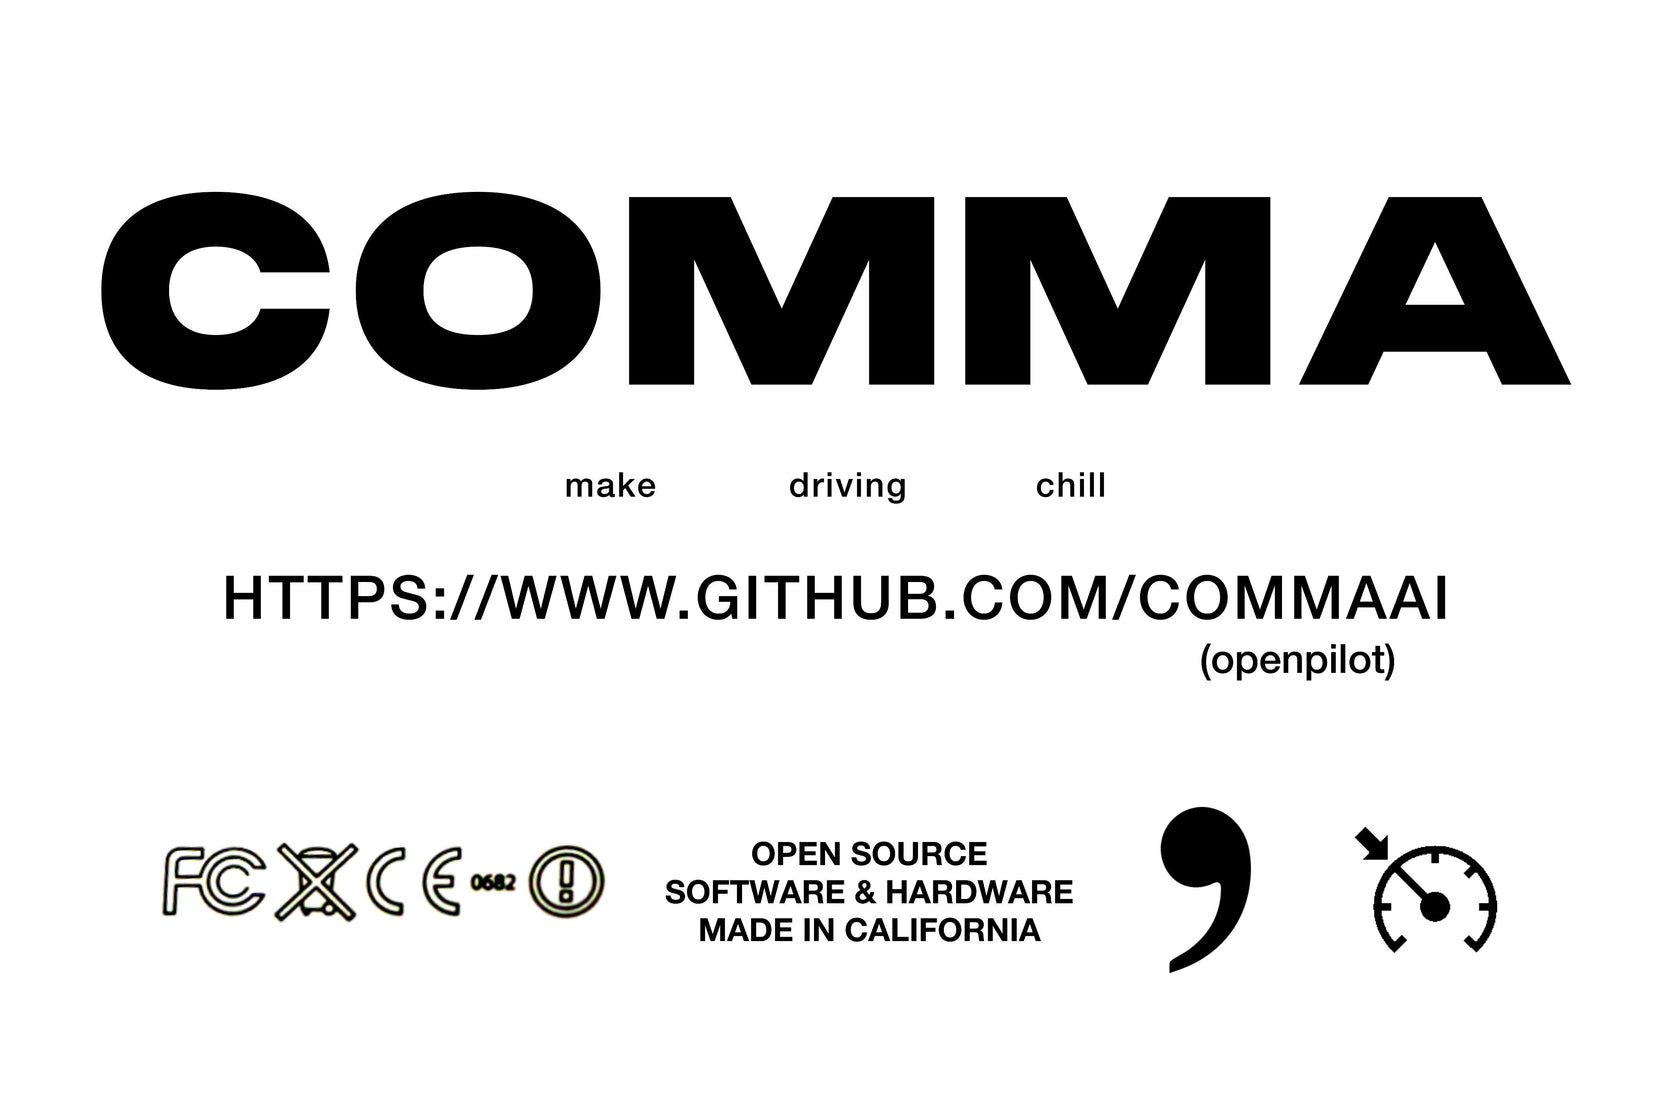 COMMA
make driving chill
HTTPS://WWW.GITHUB.COM/COMMAAI
(openpilot)
FC CE 0682 !
OPEN SOURCE
SOFTWARE & HARDWARE
MADE IN CALIFORNIA
,